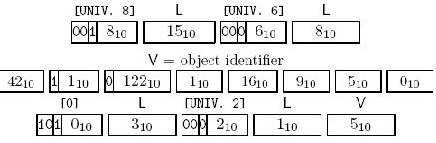 [UNIV. 8] L [UNIV. 6] L
00 1 8₁₀ 15₁₀ 00 0 6₁₀ 8₁₀
V = object identifier
42₁₀ 1 1₁₀ 0 122₁₀ 1₁₀ 16₁₀ 9₁₀ 5₁₀ 0₁₀
[0] L [UNIV. 2] L V
10 1 0₁₀ 3₁₀ 00 0 2₁₀ 1₁₀ 5₁₀